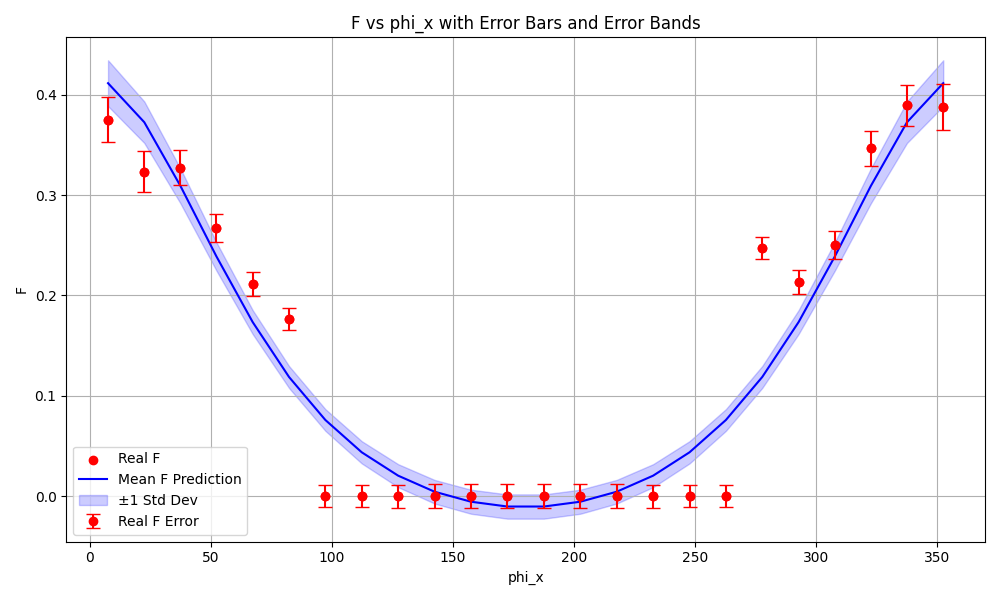 F vs phi_x with Error Bars and Error Bands
F
0.4
0.3
0.2
0.1
0.0
Real F
Mean F Prediction
±1 Std Dev
Real F Error
0 50 100 150 200 250 300 350
phi_x